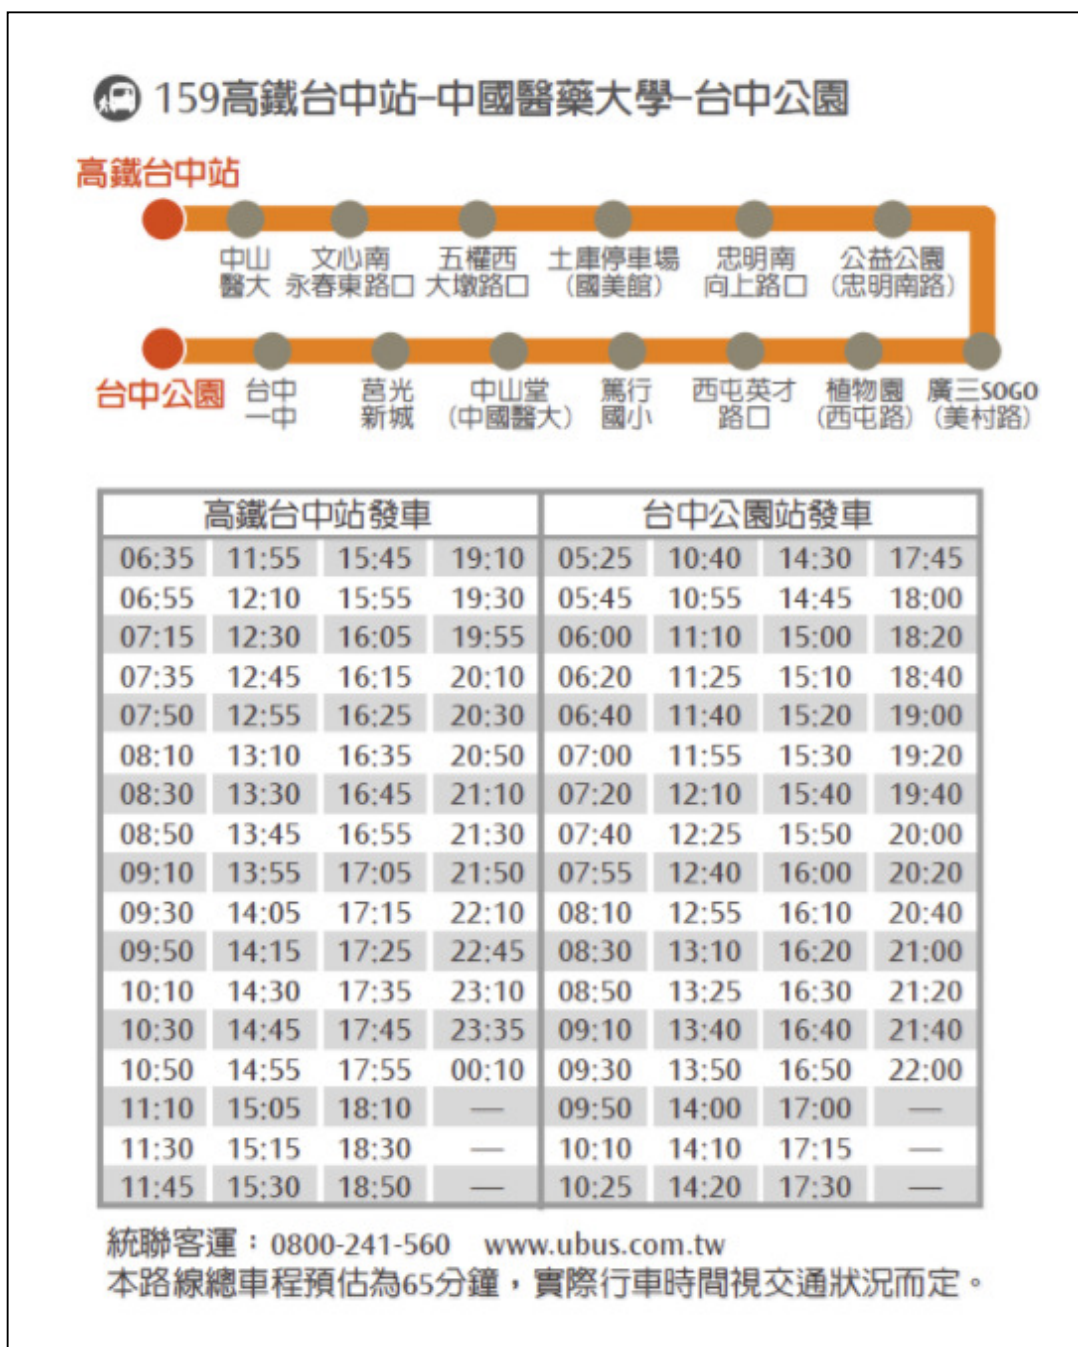 159高鐵台中站-中國醫藥大學-台中公園
高鐵台中站
中山 文心南 五權西 土庫停車場 忠明南 公益公園
醫大 永春東路口 大墩路口 (國美館) 向上路口 (忠明南路)
台中公園 台中 莒光 中山堂 篤行 西屯英才 植物園 廣三SOGO
一中 新城 (中國醫大) 國小 路口 (西屯路) (美村路)
高鐵台中站發車 台中公園站發車
06:35 11:55 15:45 19:10 05:25 10:40 14:30 17:45
06:55 12:10 15:55 19:30 05:45 10:55 14:45 18:00
07:15 12:30 16:05 19:55 06:00 11:10 15:00 18:20
07:35 12:45 16:15 20:10 06:20 11:25 15:10 18:40
07:50 12:55 16:25 20:30 06:40 11:40 15:20 19:00
08:10 13:10 16:35 20:50 07:00 11:55 15:30 19:20
08:30 13:30 16:45 21:10 07:20 12:10 15:40 19:40
08:50 13:45 16:55 21:30 07:40 12:25 15:50 20:00
09:10 13:55 17:05 21:50 07:55 12:40 16:00 20:20
09:30 14:05 17:15 22:10 08:10 12:55 16:10 20:40
09:50 14:15 17:25 22:45 08:30 13:10 16:20 21:00
10:10 14:30 17:35 23:10 08:50 13:25 16:30 21:20
10:30 14:45 17:45 23:35 09:10 13:40 16:40 21:40
10:50 14:55 17:55 00:10 09:30 13:50 16:50 22:00
11:10 15:05 18:10 — 09:50 14:00 17:00 —
11:30 15:15 18:30 — 10:10 14:10 17:15 —
11:45 15:30 18:50 — 10:25 14:20 17:30 —
統聯客運：0800-241-560 www.ubus.com.tw
本路線總車程預估為65分鐘，實際行車時間視交通狀況而定。